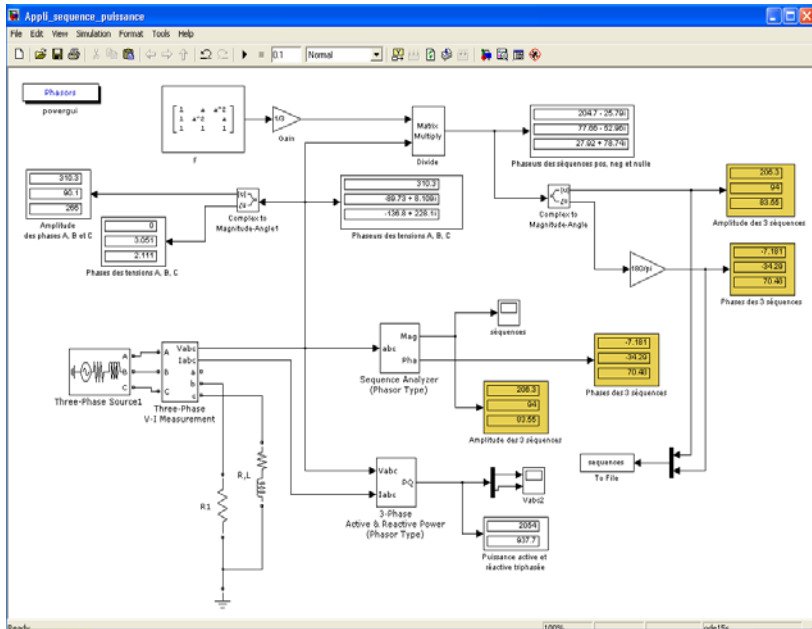 Appli_sequence_puissance
File Edit View Simulation Format Tools Help
0.1 Normal
Phasors
powergui
1 a a^2
1 a^2 a
1 1 1
F
1/3
Gain
Matrix
Multiply
Divide
204.7 - 25.79i
77.66 - 52.95i
27.92 + 78.74i
Phaseurs des séquences pos, neg et nulle
310.3
90.1
266
Amplitude
des phases A, B et C
|u|
∠u
Complex to
Magnitude-Angle1
310.3
-89.73 + 8.109i
-136.8 + 228.1i
Phaseurs des tensions A, B, C
0
3.051
2.111
Phases des tensions A, B, C
|u|
∠u
Complex to
Magnitude-Angle
206.3
94
83.55
Amplitude des 3 séquences
180/pi
-7.181
-34.29
70.48
Phases des 3 séquences
A
B
C
Three-Phase Source1
A
B
C
Vabc
Iabc
a
b
c
Three-Phase
V-I Measurement
abc
Mag
Pha
Sequence Analyzer
(Phasor Type)
séquences
-7.181
-34.29
70.48
Phases des 3 séquences
206.3
94
83.55
Amplitude des 3 séquences
sequences
To File
R1
R,L
Vabc
Iabc
PQ
3-Phase
Active & Reactive Power
(Phasor Type)
Vabc2
2064
937.7
Puissance active et
réactive triphasée
Ready 100% ode15s